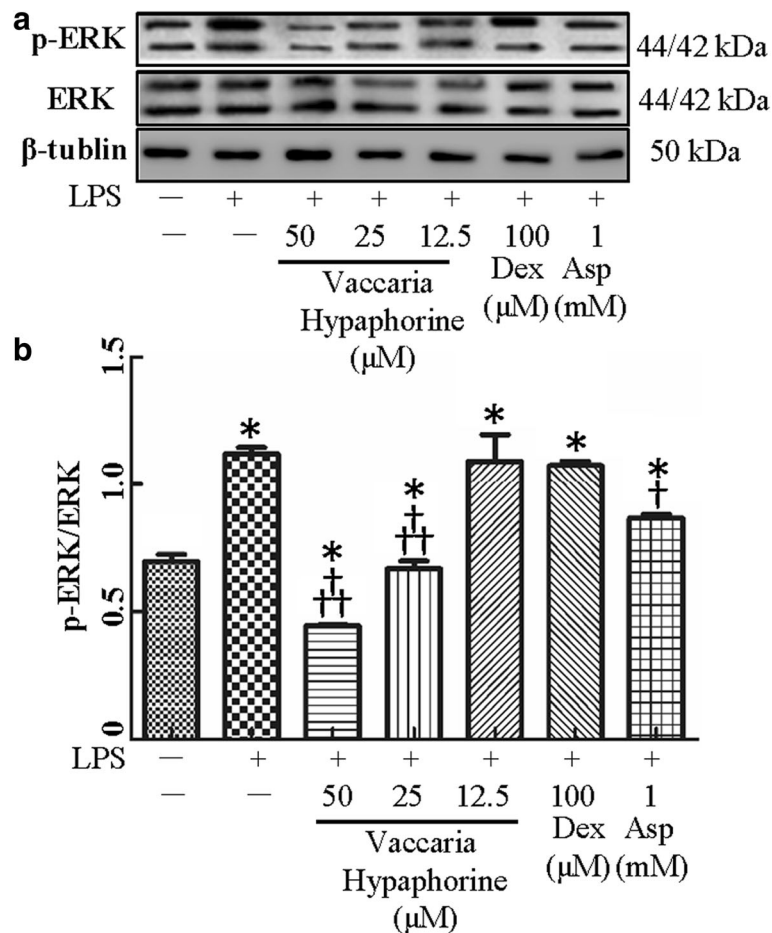 a
p-ERK 44/42 kDa
ERK 44/42 kDa
β-tublin 50 kDa
LPS — + + + + + +
— — 50 25 12.5 100 1
Vaccaria Dex Asp
Hypaphorine (µM) (mM)
(µM)
b
p-ERK/ERK
1.5
1.0
0.5
0
* * † †† * † †† * * * †
LPS — + + + + + +
— — 50 25 12.5 100 1
Vaccaria Dex Asp
Hypaphorine (µM) (mM)
(µM)